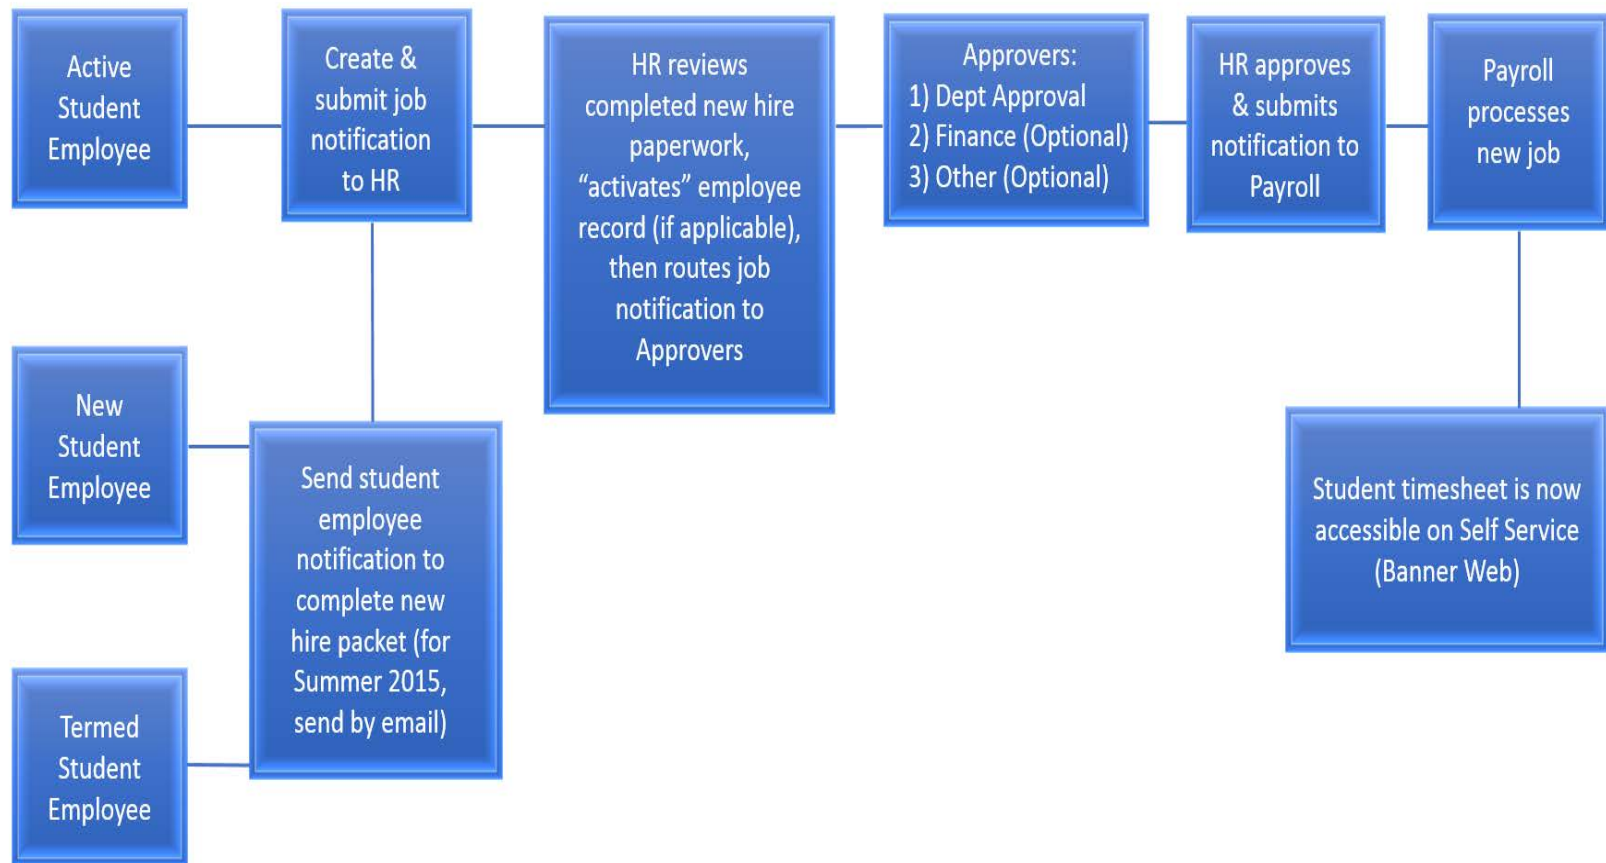 Active
Student
Employee
Create &
submit job
notification
to HR
HR reviews
completed new hire
paperwork,
“activates” employee
record (if applicable),
then routes job
notification to
Approvers
Approvers:
1) Dept Approval
2) Finance (Optional)
3) Other (Optional)
HR approves
& submits
notification to
Payroll
Payroll
processes
new job
New
Student
Employee
Send student
employee
notification to
complete new
hire packet (for
Summer 2015,
send by email)
Student timesheet is now
accessible on Self Service
(Banner Web)
Termed
Student
Employee